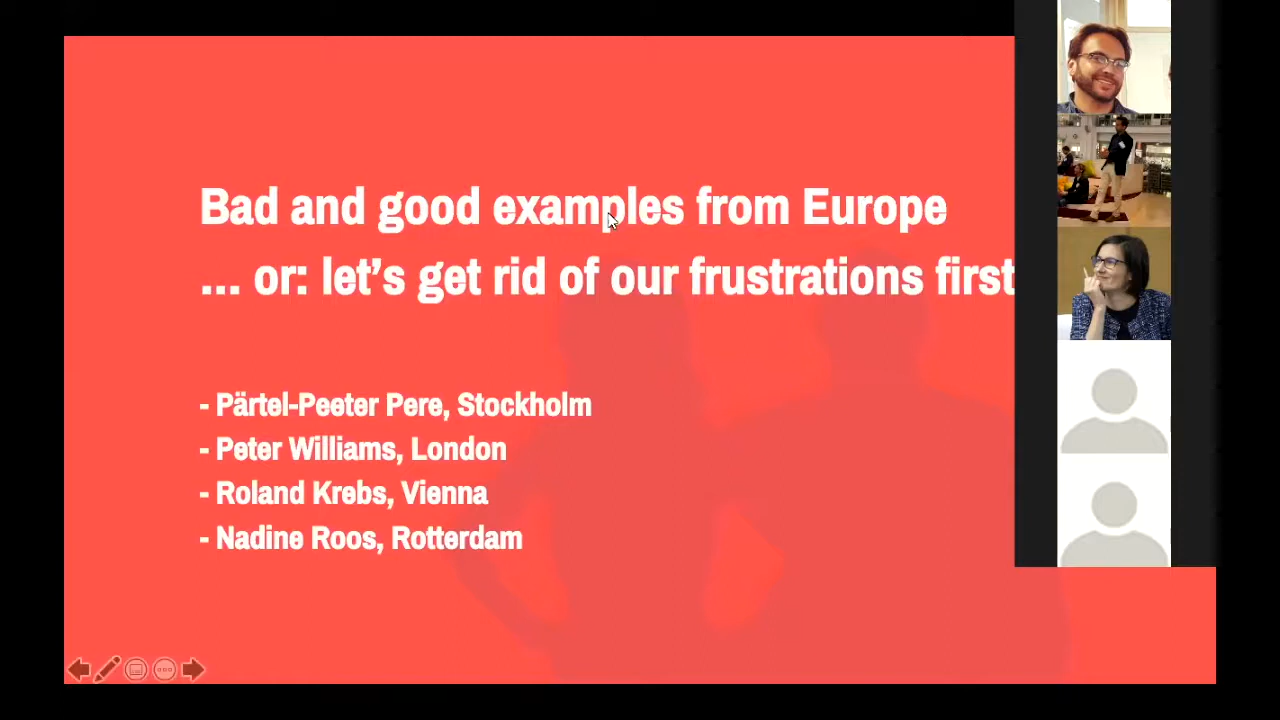 Bad and good examples from Europe
... or: let's get rid of our frustrations first
- Pärtel-Peeter Pere, Stockholm
- Peter Williams, London
- Roland Krebs, Vienna
- Nadine Roos, Rotterdam